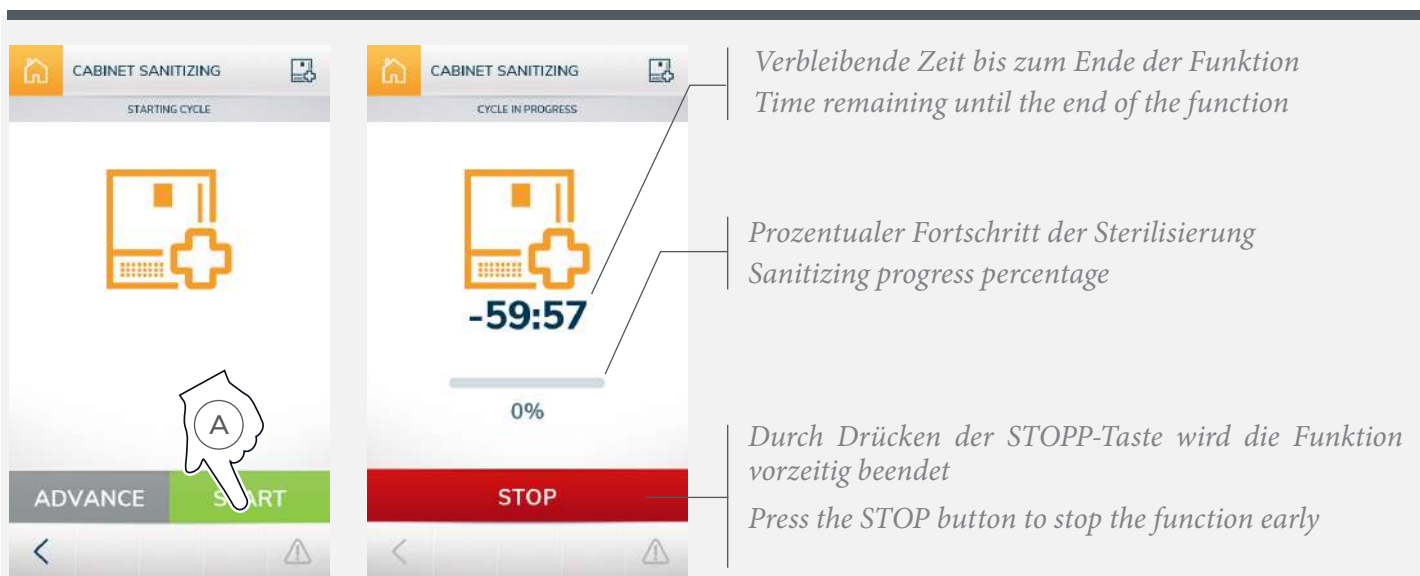 CABINET SANITIZING
STARTING CYCLE
A
ADVANCE
START
CABINET SANITIZING
CYCLE IN PROGRESS
-59:57
0%
STOP
Verbleibende Zeit bis zum Ende der Funktion
Time remaining until the end of the function
Prozentualer Fortschritt der Sterilisierung
Sanitizing progress percentage
Durch Drücken der STOPP-Taste wird die Funktion
vorzeitig beendet
Press the STOP button to stop the function early